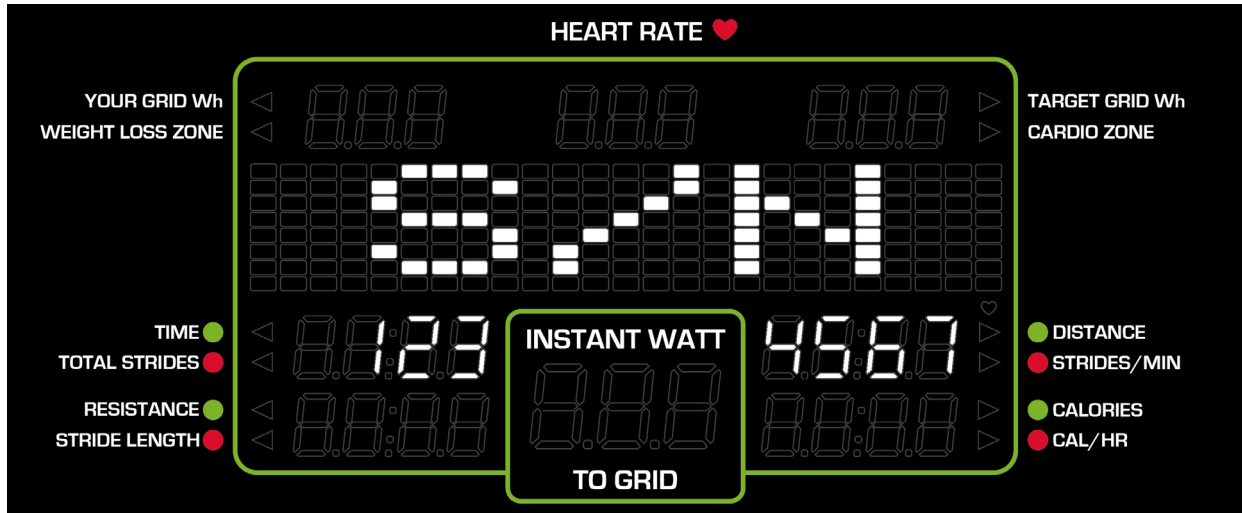 HEART RATE
YOUR GRID Wh
TARGET GRID Wh
WEIGHT LOSS ZONE
CARDIO ZONE
S/N
TIME
123
INSTANT WATT
4567
DISTANCE
TOTAL STRIDES
STRIDES/MIN
RESISTANCE
CALORIES
STRIDE LENGTH
CAL/HR
TO GRID